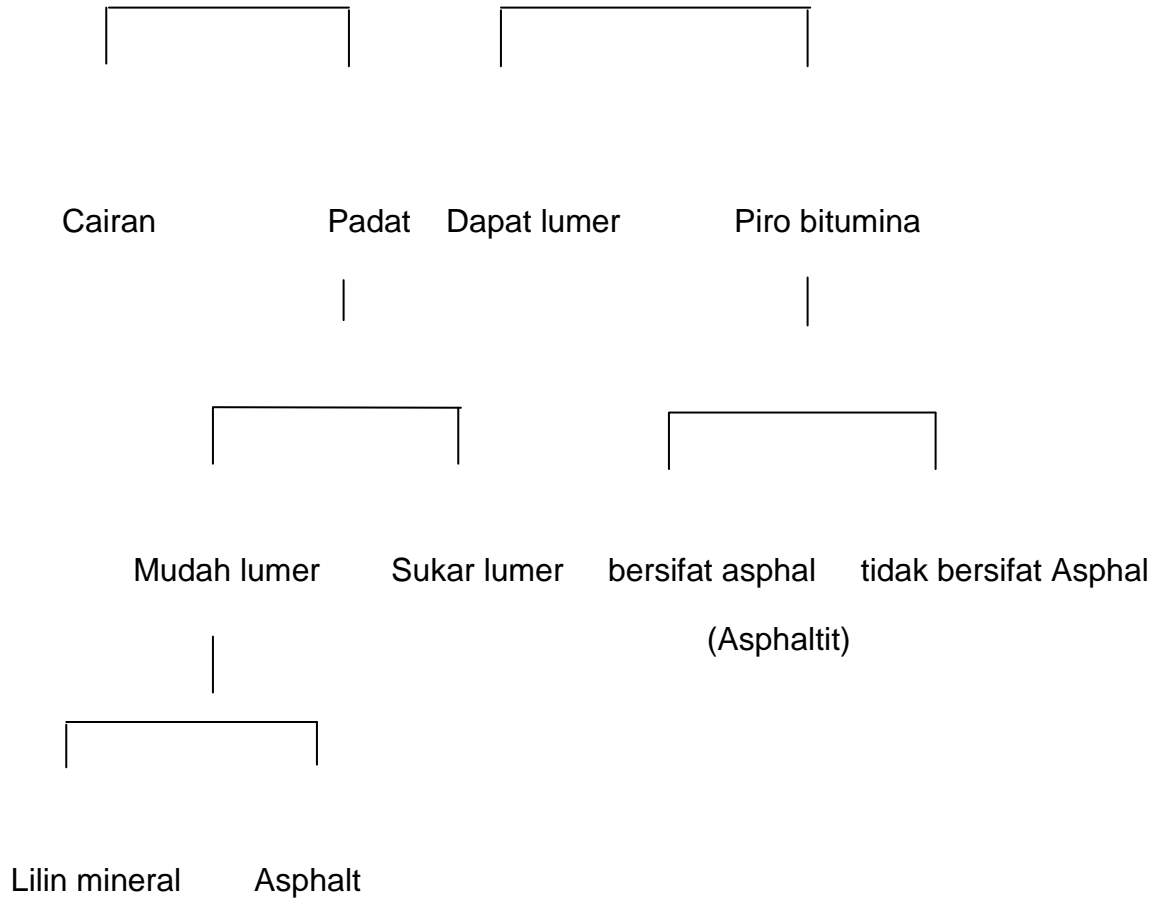 Cairan Padat Dapat lumer Piro bitumina
Mudah lumer Sukar lumer bersifat asphal tidak bersifat Asphal
(Asphaltit)
Lilin mineral Asphalt